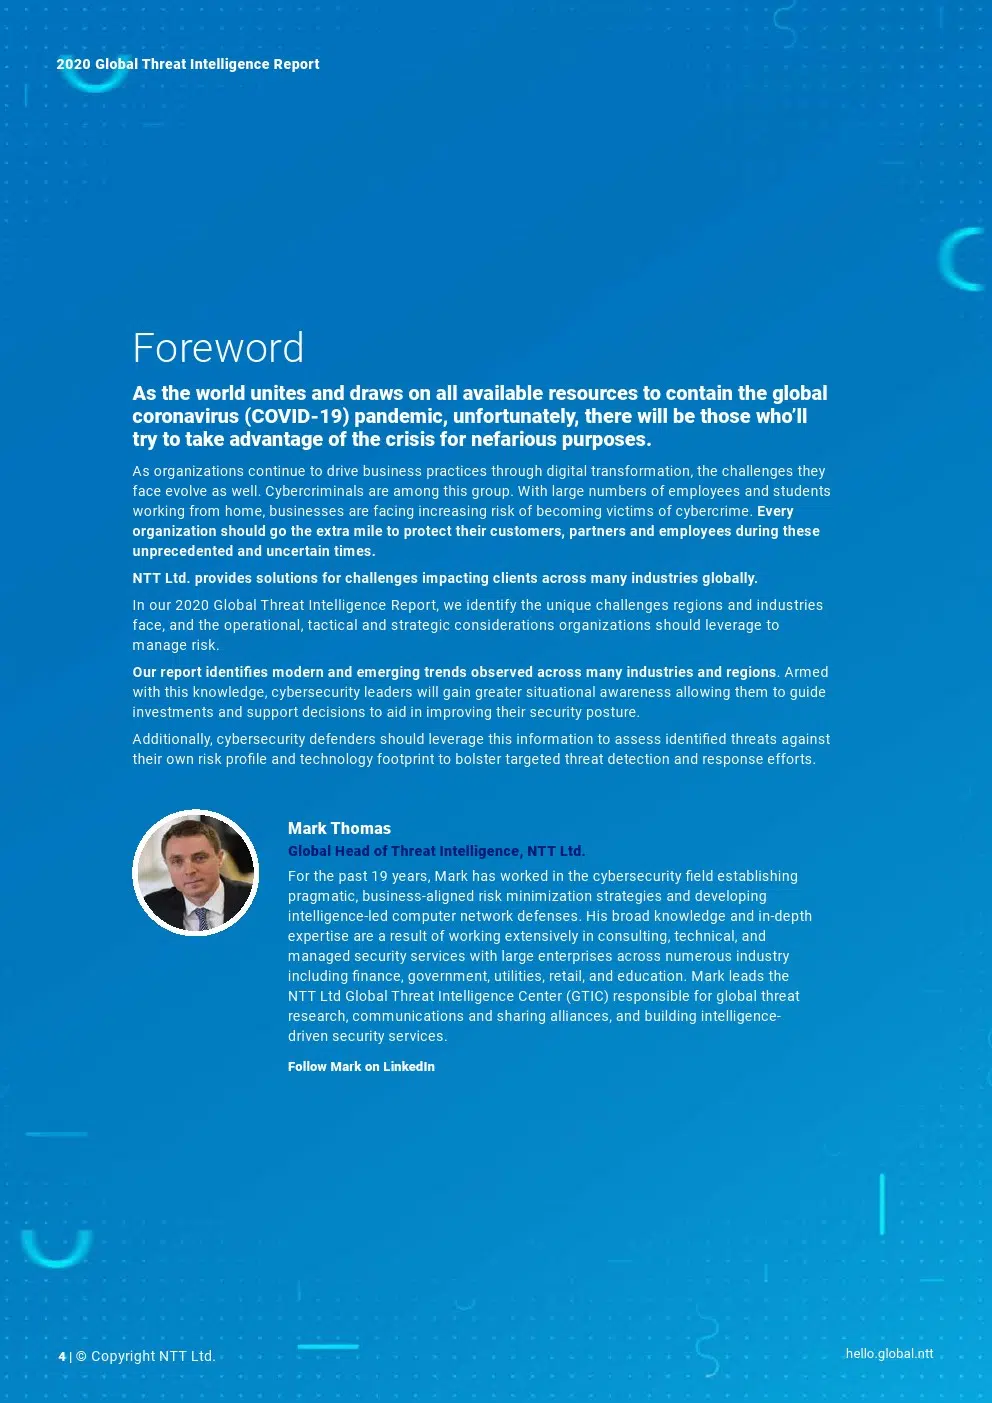 2020 Global Threat Intelligence Report
Foreword
As the world unites and draws on all available resources to contain the global
coronavirus (COVID-19) pandemic, unfortunately, there will be those who’ll
try to take advantage of the crisis for nefarious purposes.
As organizations continue to drive business practices through digital transformation, the challenges they
face evolve as well. Cybercriminals are among this group. With large numbers of employees and students
working from home, businesses are facing increasing risk of becoming victims of cybercrime. Every
organization should go the extra mile to protect their customers, partners and employees during these
unprecedented and uncertain times.
NTT Ltd. provides solutions for challenges impacting clients across many industries globally.
In our 2020 Global Threat Intelligence Report, we identify the unique challenges regions and industries
face, and the operational, tactical and strategic considerations organizations should leverage to
manage risk.
Our report identifies modern and emerging trends observed across many industries and regions. Armed
with this knowledge, cybersecurity leaders will gain greater situational awareness allowing them to guide
investments and support decisions to aid in improving their security posture.
Additionally, cybersecurity defenders should leverage this information to assess identified threats against
their own risk profile and technology footprint to bolster targeted threat detection and response efforts.
Mark Thomas
Global Head of Threat Intelligence, NTT Ltd.
For the past 19 years, Mark has worked in the cybersecurity field establishing
pragmatic, business-aligned risk minimization strategies and developing
intelligence-led computer network defenses. His broad knowledge and in-depth
expertise are a result of working extensively in consulting, technical, and
managed security services with large enterprises across numerous industry
including finance, government, utilities, retail, and education. Mark leads the
NTT Ltd Global Threat Intelligence Center (GTIC) responsible for global threat
research, communications and sharing alliances, and building intelligence-
driven security services.
Follow Mark on LinkedIn
4 | © Copyright NTT Ltd.
hello.global.ntt